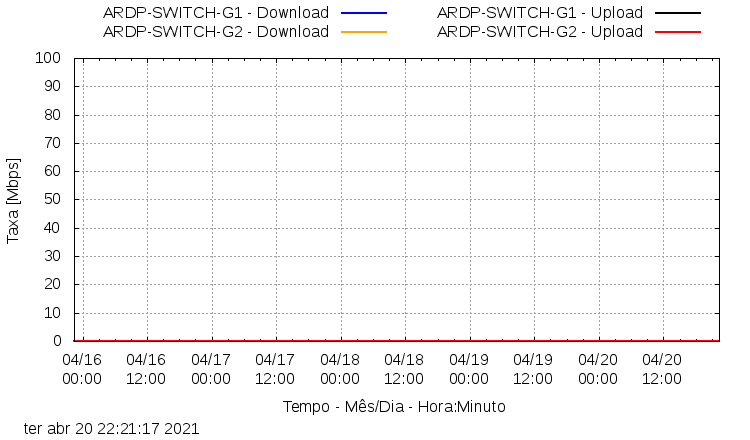 ARDP-SWITCH-G1 - Download ARDP-SWITCH-G1 - Upload
ARDP-SWITCH-G2 - Download ARDP-SWITCH-G2 - Upload
100
90
80
70
60
50
40
30
20
10
0
Taxa [Mbps]
04/16 04/16 04/17 04/17 04/18 04/18 04/19 04/19 04/20 04/20
00:00 12:00 00:00 12:00 00:00 12:00 00:00 12:00 00:00 12:00
Tempo - Mês/Dia - Hora:Minuto
ter abr 20 22:21:17 2021